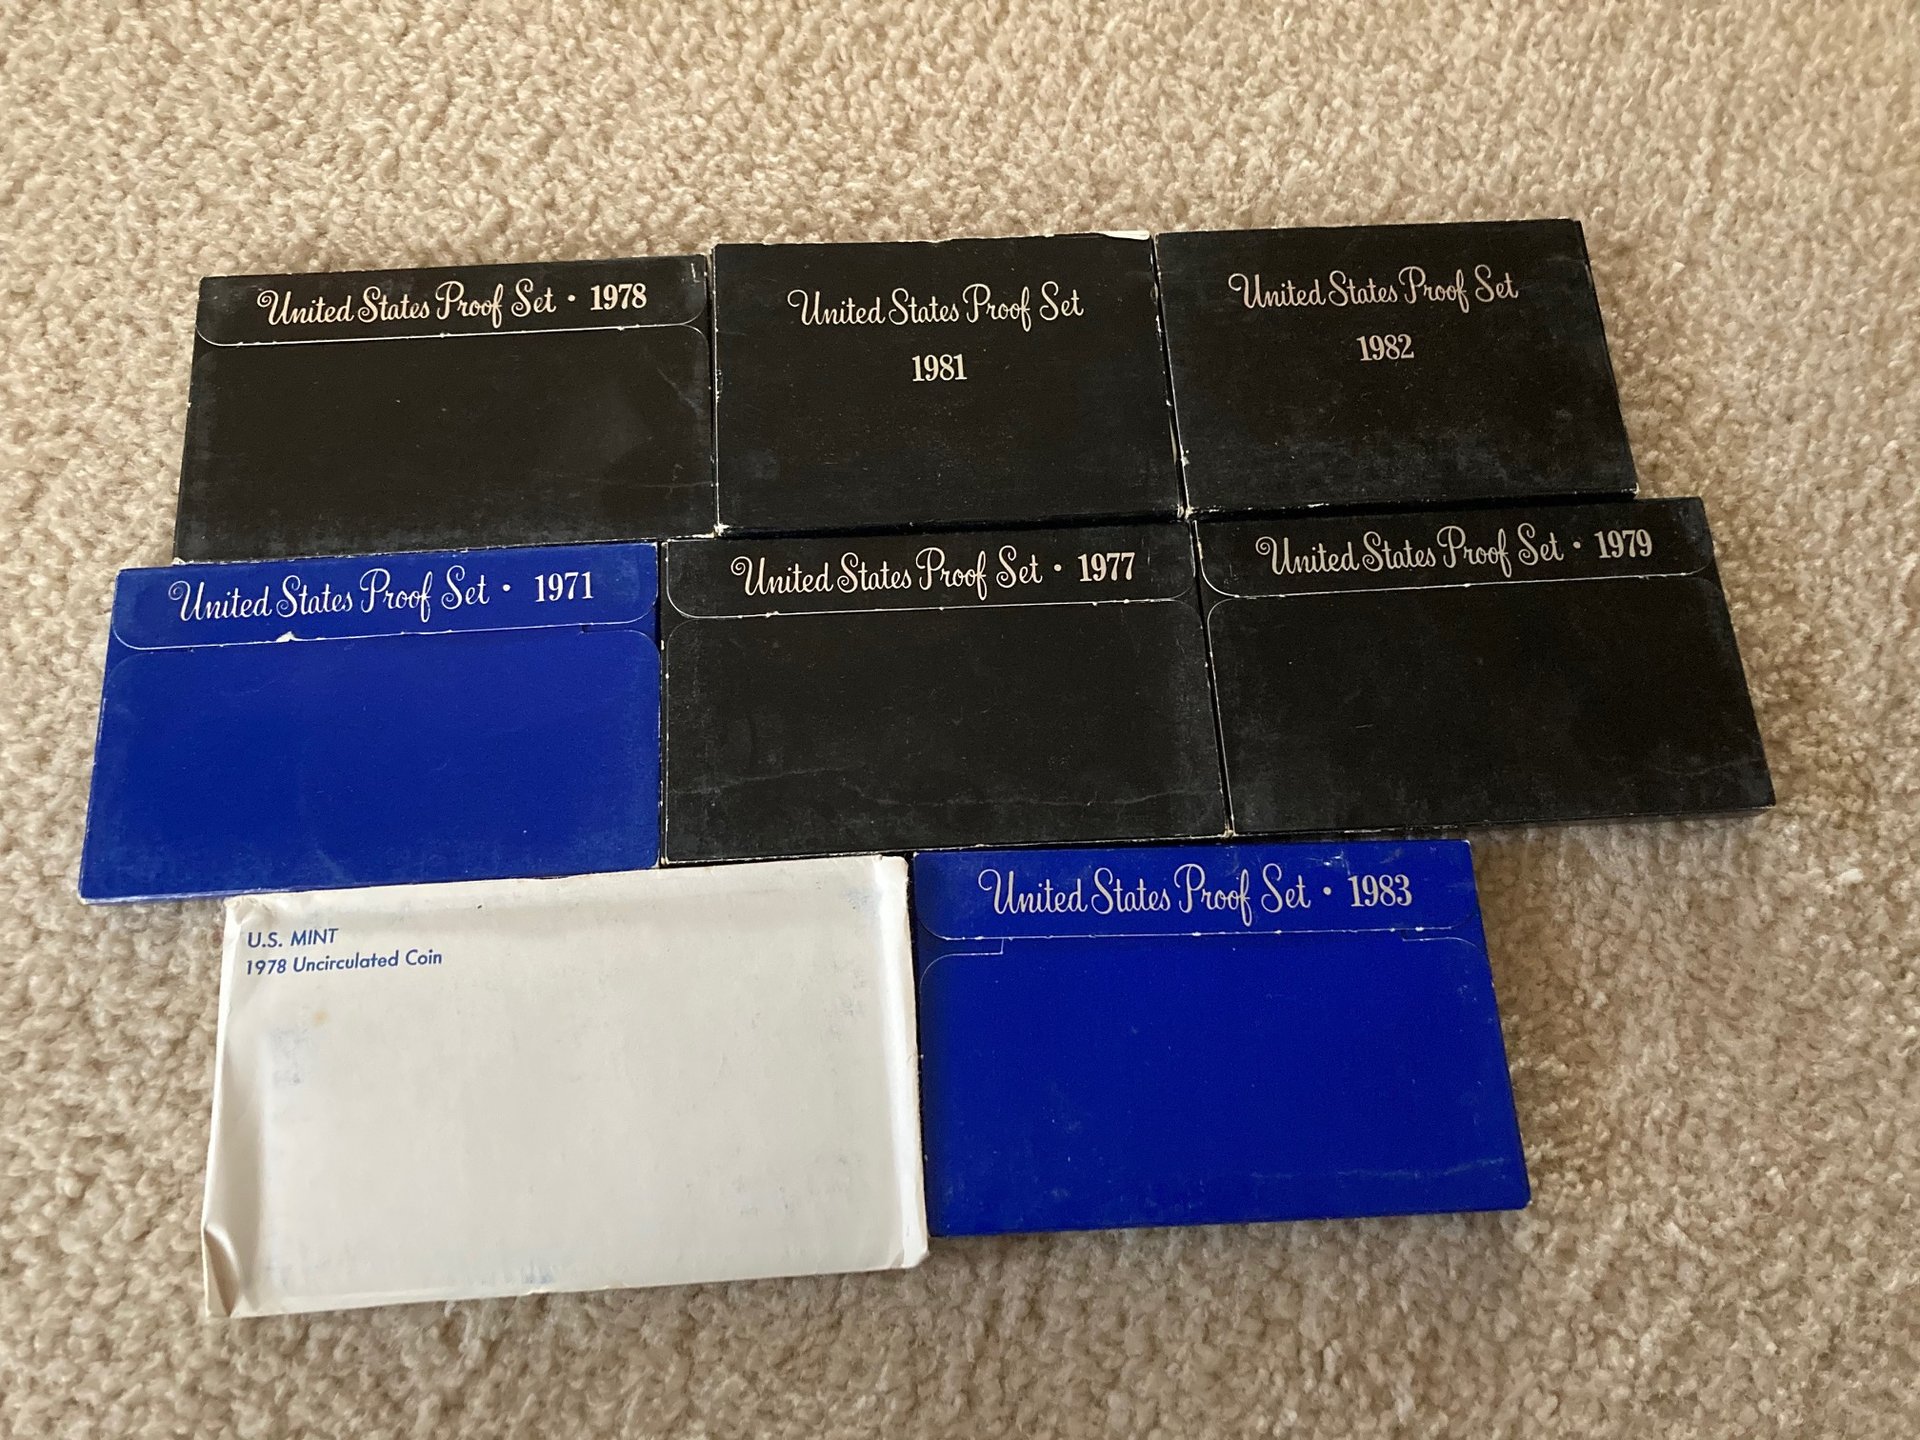 United States Proof Set • 1978
United States Proof Set
1981
United States Proof Set
1982
United States Proof Set • 1971
United States Proof Set • 1977
United States Proof Set • 1979
U.S. MINT
1978 Uncirculated Coin
United States Proof Set • 1983